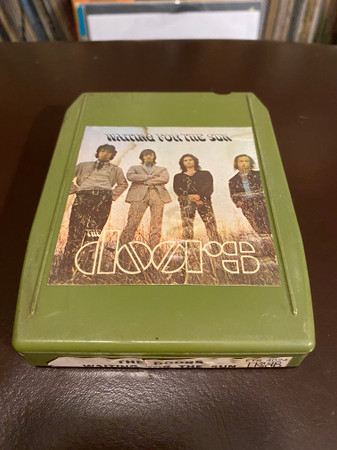 WAITING FOR THE SUN
THE
doors
THE DOORS
WAITING FOR THE SUN